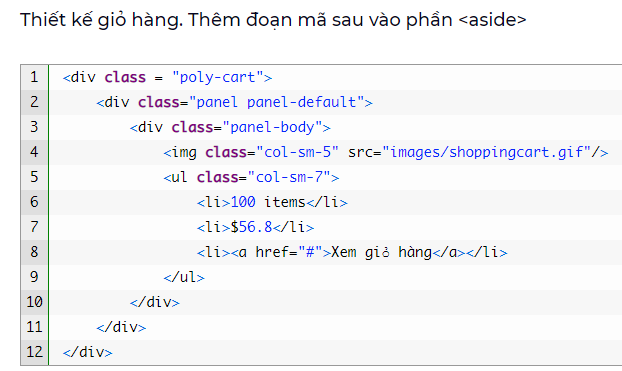 Thiết kế giỏ hàng. Thêm đoạn mã sau vào phần <aside>
1 <div class = "poly-cart">
2 <div class="panel panel-default">
3 <div class="panel-body">
4 <img class="col-sm-5" src="images/shoppingcart.gif"/>
5 <ul class="col-sm-7">
6 <li>100 items</li>
7 <li>$56.8</li>
8 <li><a href="#">Xem giỏ hàng</a></li>
9 </ul>
10 </div>
11 </div>
12 </div>